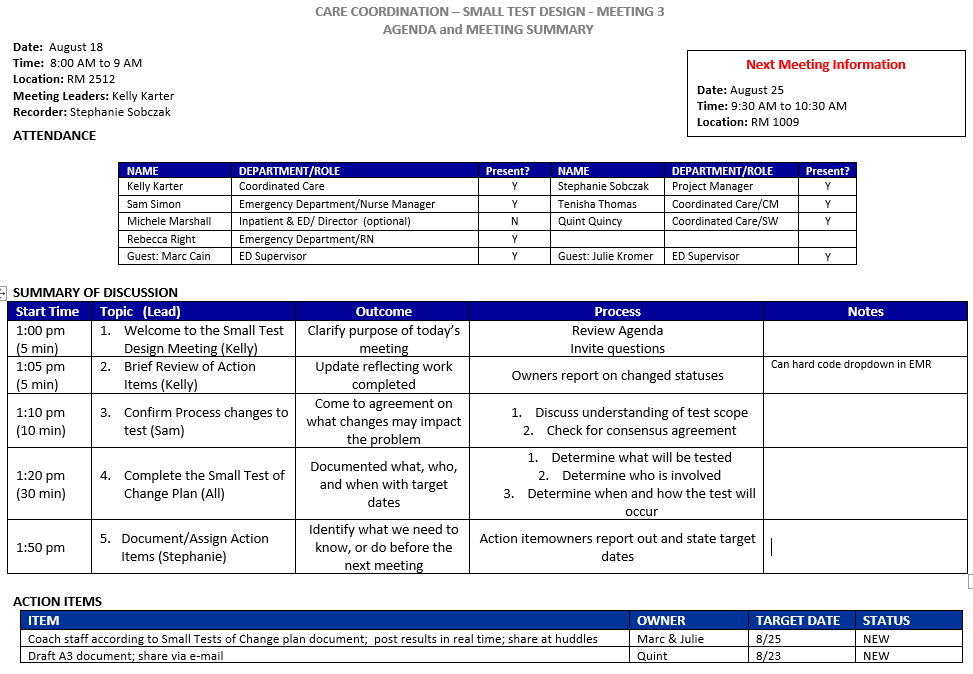 CARE COORDINATION – SMALL TEST DESIGN - MEETING 3
AGENDA and MEETING SUMMARY
Date: August 18
Time: 8:00 AM to 9 AM
Location: RM 2512
Meeting Leaders: Kelly Karter
Recorder: Stephanie Sobczak
Next Meeting Information
Date: August 25
Time: 9:30 AM to 10:30 AM
Location: RM 1009
ATTENDANCE
NAME DEPARTMENT/ROLE Present? NAME DEPARTMENT/ROLE Present?
Kelly Karter Coordinated Care Y Stephanie Sobczak Project Manager Y
Sam Simon Emergency Department/Nurse Manager Y Tenisha Thomas Coordinated Care/CM Y
Michele Marshall Inpatient & ED/ Director (optional) N Quint Quincy Coordinated Care/SW Y
Rebecca Right Emergency Department/RN Y
Guest: Marc Cain ED Supervisor Y Guest: Julie Kromer ED Supervisor Y
SUMMARY OF DISCUSSION
Start Time Topic (Lead) Outcome Process Notes
1:00 pm 1. Welcome to the Small Test Clarify purpose of today’s Review Agenda
(5 min) Design Meeting (Kelly) meeting Invite questions
1:05 pm 2. Brief Review of Action Update reflecting work Owners report on changed statuses Can hard code dropdown in EMR
(5 min) Items (Kelly) completed
1:10 pm 3. Confirm Process changes to Come to agreement on 1. Discuss understanding of test scope
(10 min) test (Sam) what changes may impact 2. Check for consensus agreement
the problem
1:20 pm 4. Complete the Small Test of Documented what, who, 1. Determine what will be tested
(30 min) Change Plan (All) and when with target 2. Determine who is involved
dates 3. Determine when and how the test will
occur
1:50 pm 5. Document/Assign Action Identify what we need to Action itemowners report out and state target
Items (Stephanie) know, or do before the dates
next meeting
ACTION ITEMS
ITEM OWNER TARGET DATE STATUS
Coach staff according to Small Tests of Change plan document; post results in real time; share at huddles Marc & Julie 8/25 NEW
Draft A3 document; share via e-mail Quint 8/23 NEW